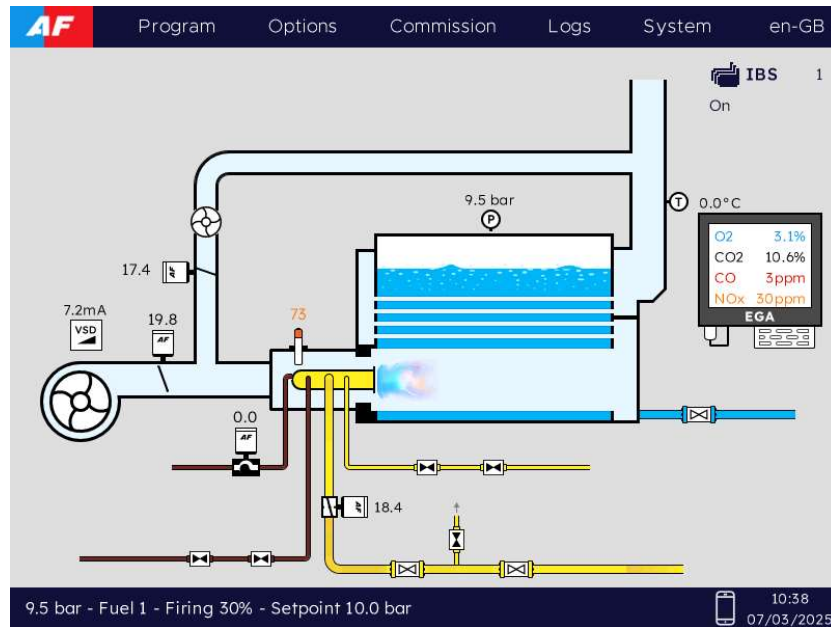 AF Program Options Commission Logs System en-GB
IBS 1
On
9.5 bar
P
T 0.0°C
O2 3.1%
CO2 10.6%
CO 3ppm
NOx 30ppm
EGA
17.4 AF
7.2mA
VSD
19.8
AF
73
0.0
AF
AF 18.4
9.5 bar - Fuel 1 - Firing 30% - Setpoint 10.0 bar
10:38
07/03/2025